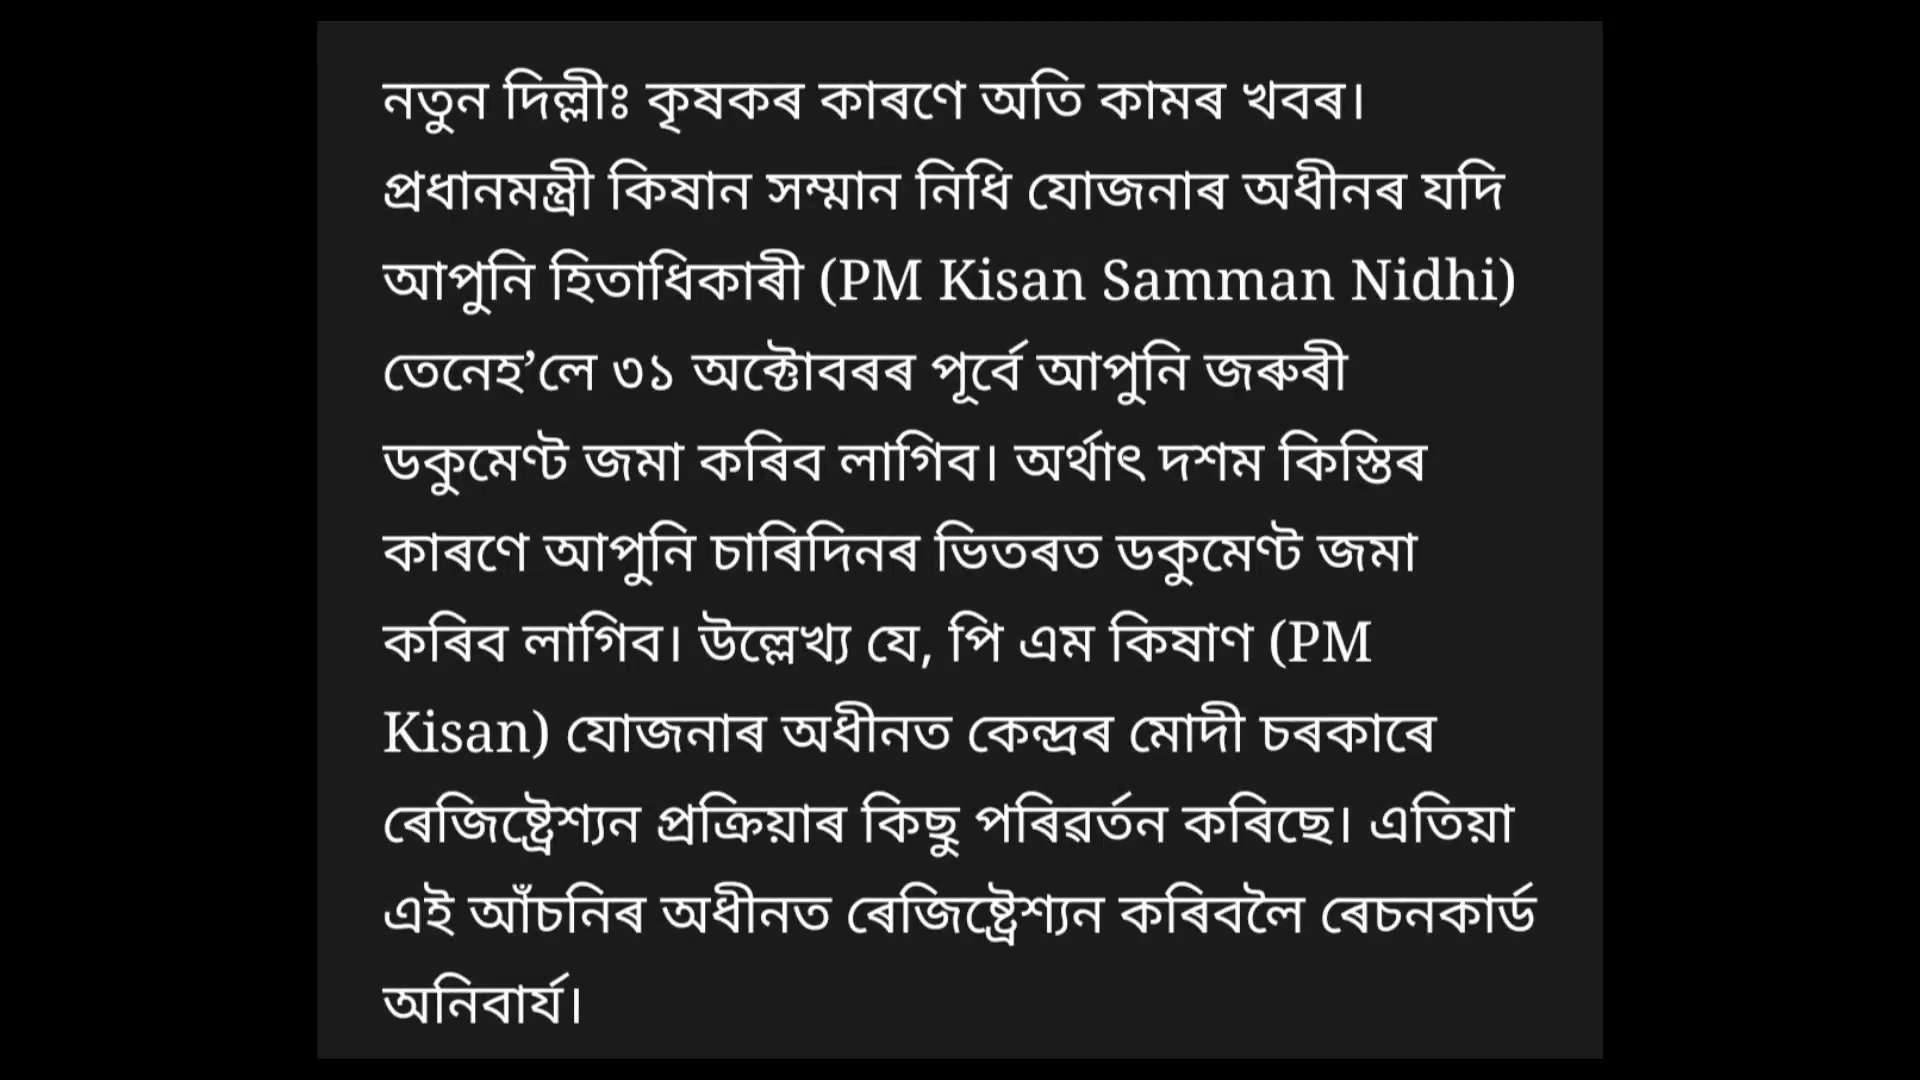 নতুন দিল্লীঃ কৃষকৰ কাৰণে অতি কামৰ খবৰ।
প্ৰধানমন্ত্ৰী কিষান সম্মান নিধি যোজনাৰ অধীনৰ যদি
আপুনি হিতাধিকাৰী (PM Kisan Samman Nidhi)
তেনেহ’লে ৩১ অক্টোবৰৰ পূৰ্বে আপুনি জৰুৰী
ডকুমেণ্ট জমা কৰিব লাগিব। অৰ্থাৎ দশম কিস্তিৰ
কাৰণে আপুনি চাৰিদিনৰ ভিতৰত ডকুমেণ্ট জমা
কৰিব লাগিব। উল্লেখ্য যে, পি এম কিষাণ (PM
Kisan) যোজনাৰ অধীনত কেন্দ্ৰৰ মোদী চৰকাৰে
ৰেজিষ্ট্ৰেশ্যন প্ৰক্ৰিয়াৰ কিছু পৰিৱৰ্তন কৰিছে। এতিয়া
এই আঁচনিৰ অধীনত ৰেজিষ্ট্ৰেশ্যন কৰিবলৈ ৰেচনকাৰ্ড
অনিবাৰ্য।